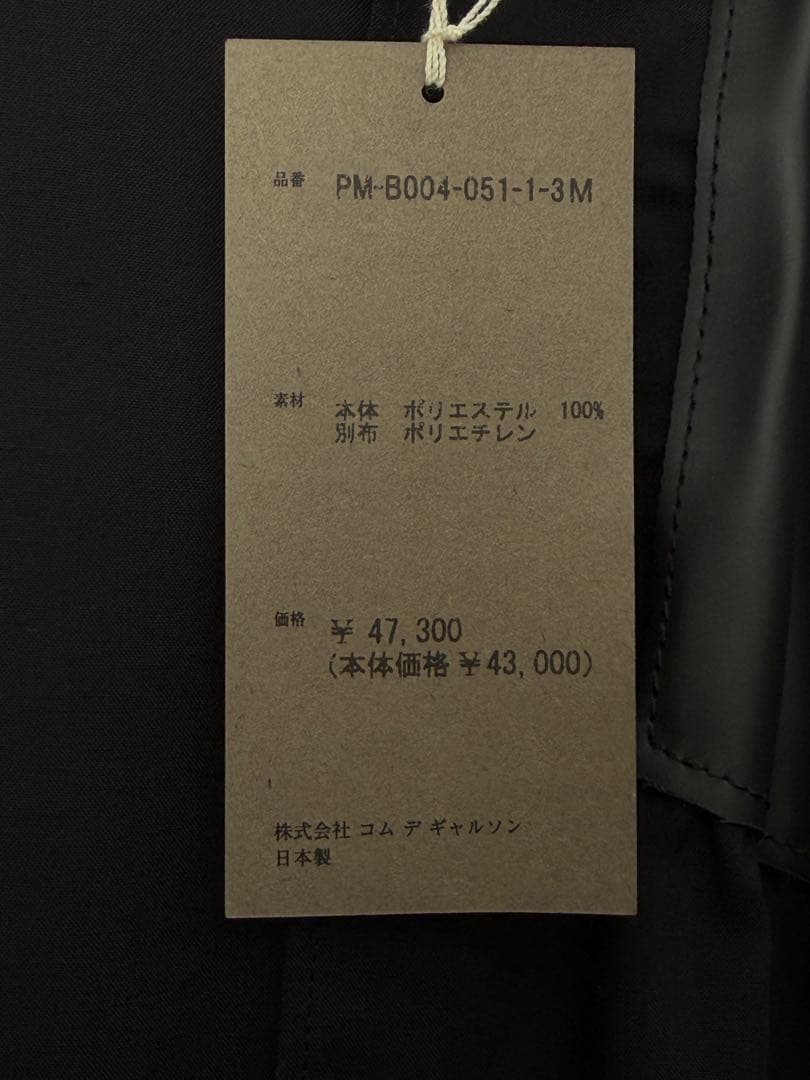 品番 PM-B004-051-1-3M
素材 本体 ポリエステル 100%
別布 ポリエチレン
価格 ¥ 47,300
(本体価格 ¥43,000)
株式会社 コム デ ギャルソン
日本製